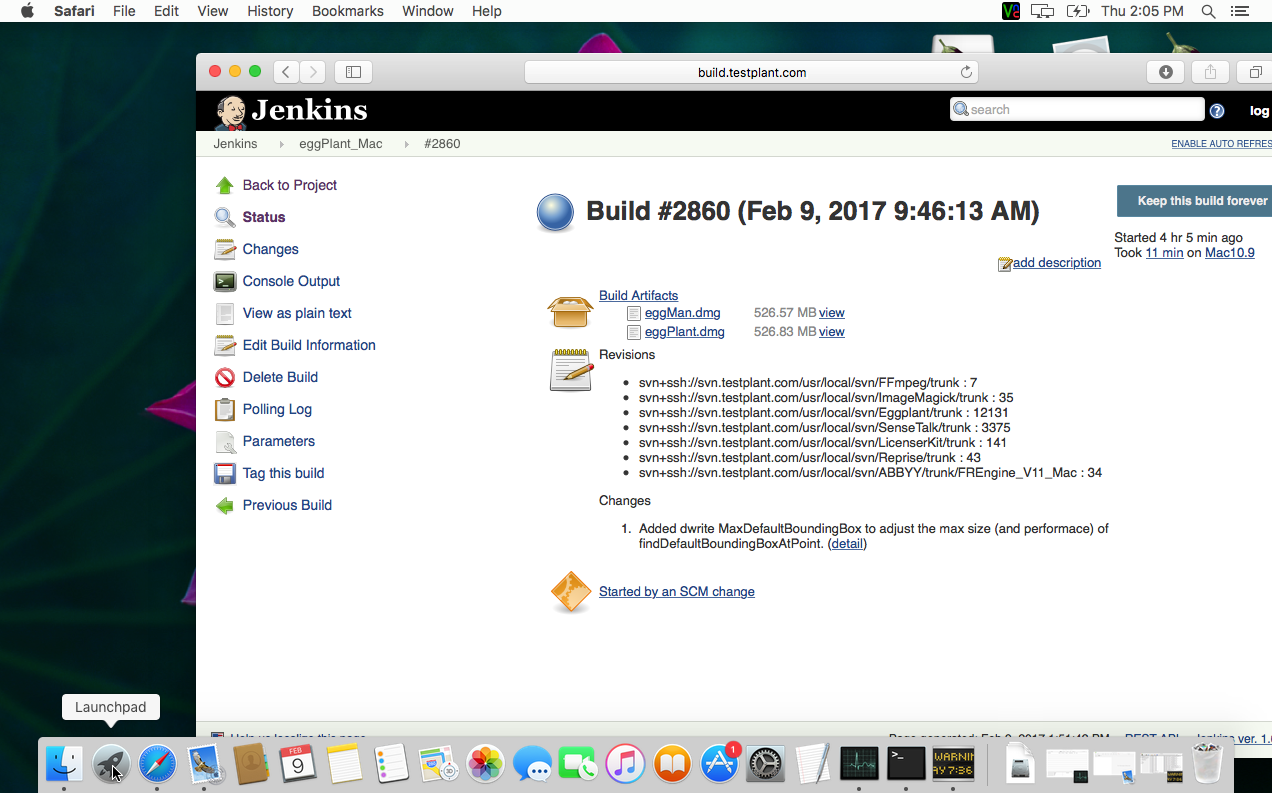 Safari File Edit View History Bookmarks Window Help Thu 2:05 PM
build.testplant.com
Jenkins search log
Jenkins eggPlant_Mac #2860 ENABLE AUTO REFRES
Back to Project
Status
Changes
Console Output
View as plain text
Edit Build Information
Delete Build
Polling Log
Parameters
Tag this build
Previous Build
Build #2860 (Feb 9, 2017 9:46:13 AM)
Keep this build forever
Started 4 hr 5 min ago
Took 11 min on Mac10.9
add description
Build Artifacts
eggMan.dmg 526.57 MB view
eggPlant.dmg 526.83 MB view
Revisions
svn+ssh://svn.testplant.com/usr/local/svn/FFmpeg/trunk : 7
svn+ssh://svn.testplant.com/usr/local/svn/ImageMagick/trunk : 35
svn+ssh://svn.testplant.com/usr/local/svn/Eggplant/trunk : 12131
svn+ssh://svn.testplant.com/usr/local/svn/SenseTalk/trunk : 3375
svn+ssh://svn.testplant.com/usr/local/svn/LicenserKit/trunk : 141
svn+ssh://svn.testplant.com/usr/local/svn/Reprise/trunk : 43
svn+ssh://svn.testplant.com/usr/local/svn/ABBYY/trunk/FREngine_V11_Mac : 34
Changes
1. Added dwrite MaxDefaultBoundingBox to adjust the max size (and performace) of
findDefaultBoundingBoxAtPoint. (detail)
Started by an SCM change
Launchpad
Help us localize this page
Page generated: Feb 9, 2017 1:51:40 PM REST API Jenkins ver. 1.6
FEB
9
1
WARNIN
AY 7:36